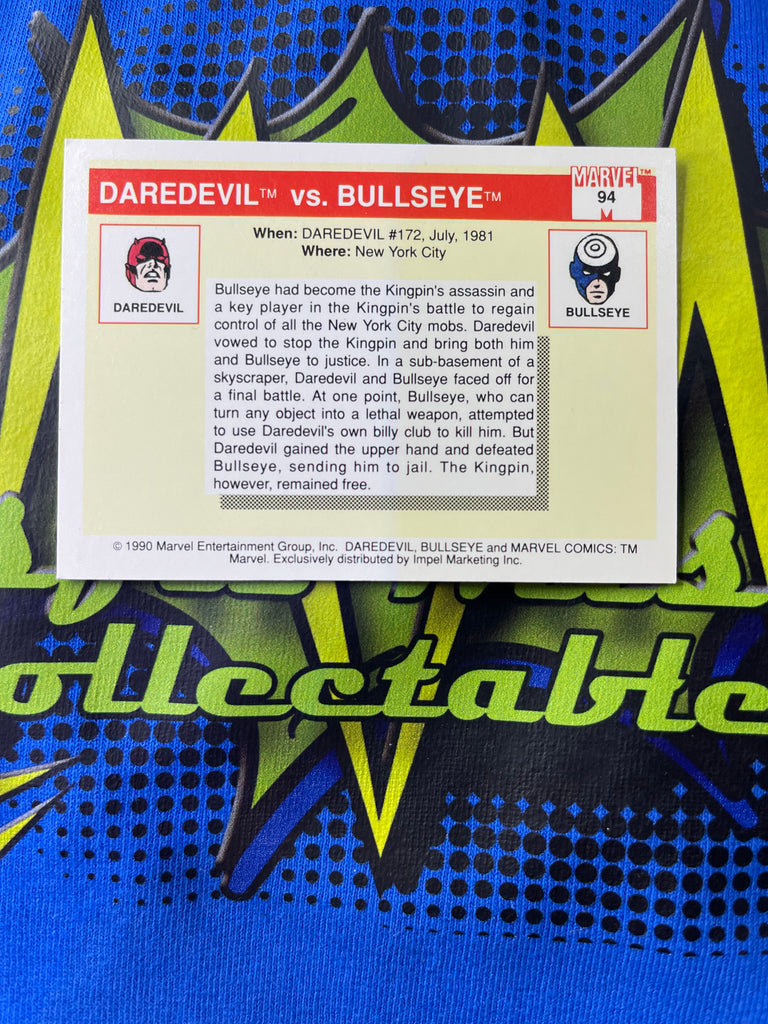 DAREDEVIL™ vs. BULLSEYE™
MARVEL™
94
When: DAREDEVIL #172, July, 1981
Where: New York City
DAREDEVIL
BULLSEYE
Bullseye had become the Kingpin's assassin and
a key player in the Kingpin's battle to regain
control of all the New York City mobs. Daredevil
vowed to stop the Kingpin and bring both him
and Bullseye to justice. In a sub-basement of a
skyscraper, Daredevil and Bullseye faced off for
a final battle. At one point, Bullseye, who can
turn any object into a lethal weapon, attempted
to use Daredevil's own billy club to kill him. But
Daredevil gained the upper hand and defeated
Bullseye, sending him to jail. The Kingpin,
however, remained free.
© 1990 Marvel Entertainment Group, Inc. DAREDEVIL, BULLSEYE and MARVEL COMICS: TM
Marvel. Exclusively distributed by Impel Marketing Inc.
ollectable